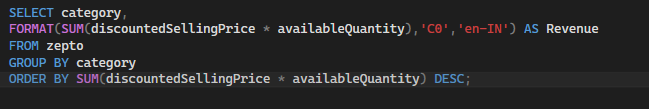 SELECT category,
FORMAT(SUM(discountedSellingPrice * availableQuantity),'C0','en-IN') AS Revenue
FROM zepto
GROUP BY category
ORDER BY SUM(discountedSellingPrice * availableQuantity) DESC;